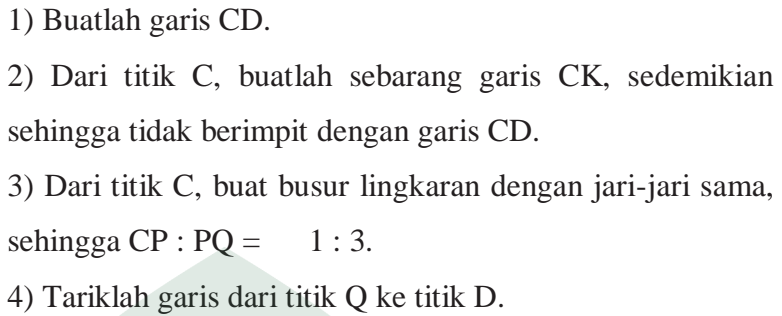 1) Buatlah garis CD.
2) Dari titik C, buatlah sebarang garis CK, sedemikian
sehingga tidak berimpit dengan garis CD.
3) Dari titik C, buat busur lingkaran dengan jari-jari sama,
sehingga CP : PQ = 1 : 3.
4) Tariklah garis dari titik Q ke titik D.